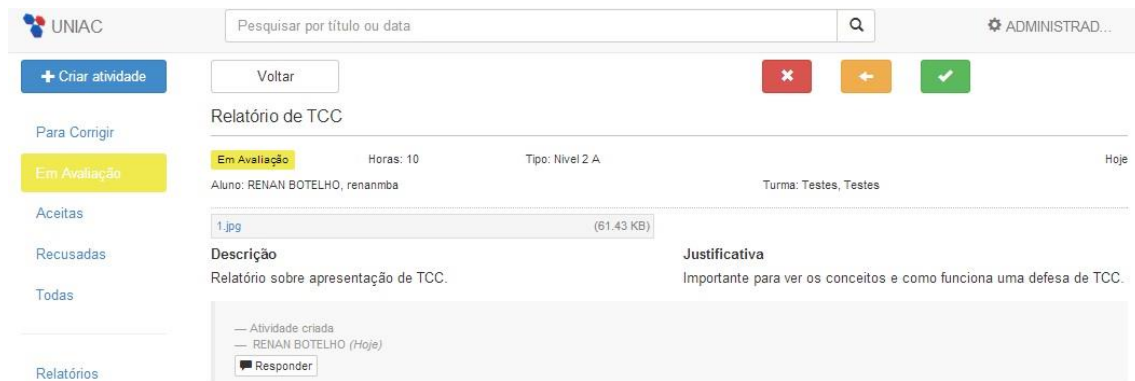 UNIAC
Pesquisar por título ou data
ADMINISTRAD...
Criar atividade
Voltar
Relatório de TCC
Para Corrigir
Em Avaliação
Aceitas
Recusadas
Todas
Relatórios
Em Avaliação Horas: 10 Tipo: Nivel 2 A Hoje
Aluno: RENAN BOTELHO, renanmba Turma: Testes, Testes
1.jpg (61.43 KB)
Descrição
Relatório sobre apresentação de TCC.
Justificativa
Importante para ver os conceitos e como funciona uma defesa de TCC.
— Atividade criada
— RENAN BOTELHO (Hoje)
Responder